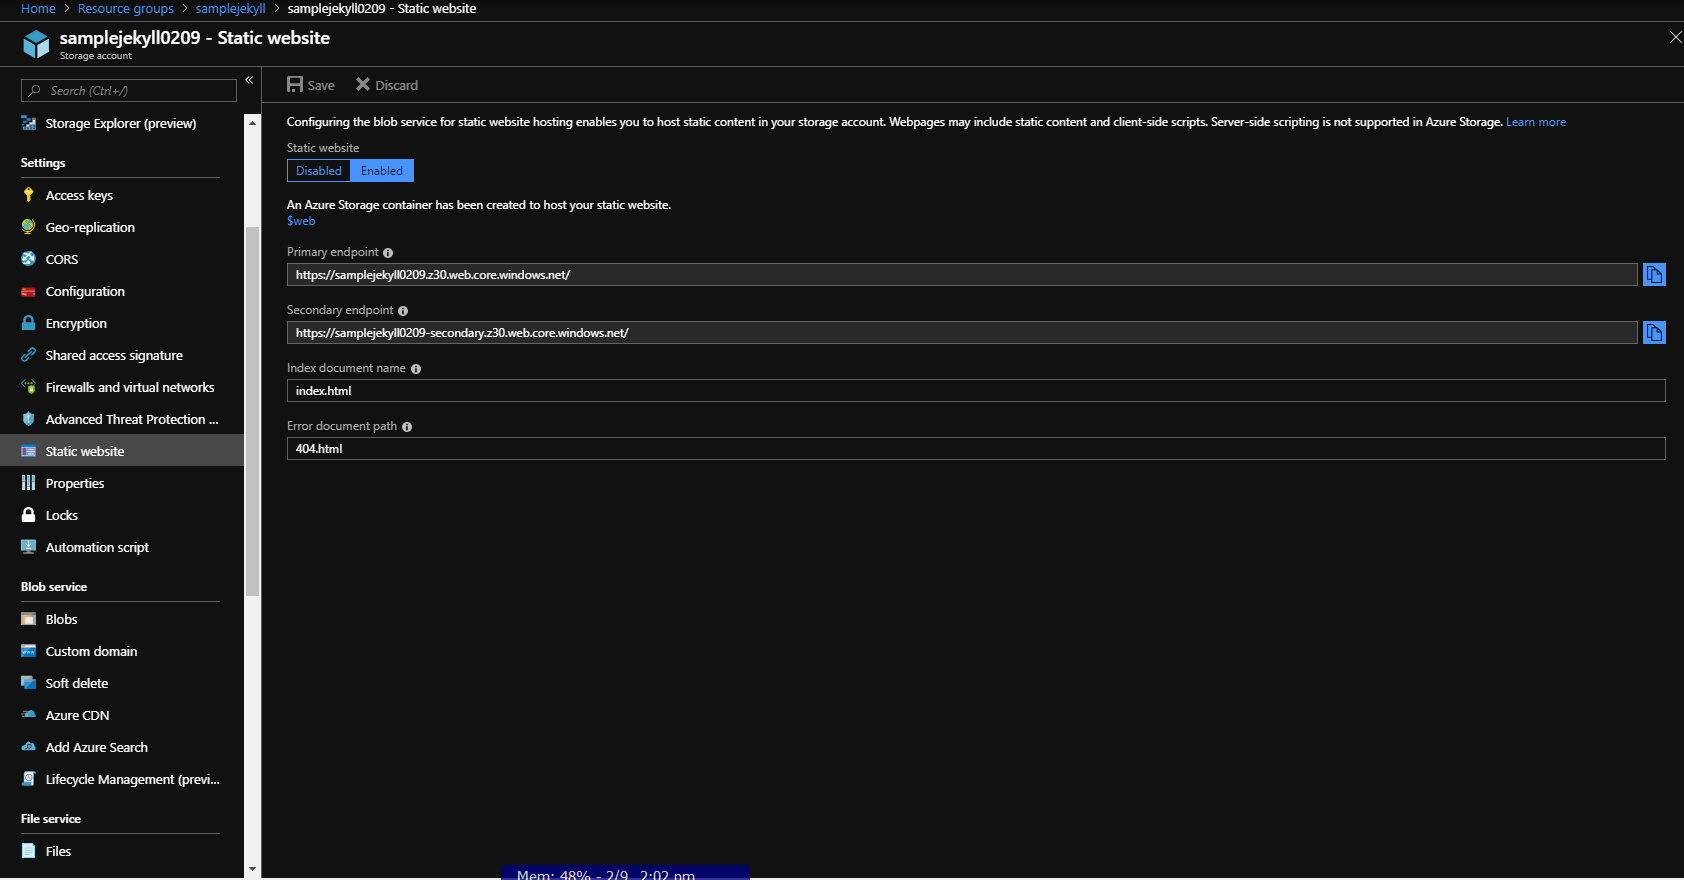 Home > Resource groups > samplejekyll > samplejekyll0209 - Static website
samplejekyll0209 - Static website
Storage account
Search (Ctrl+/)
«
Storage Explorer (preview)
Settings
Access keys
Geo-replication
CORS
Configuration
Encryption
Shared access signature
Firewalls and virtual networks
Advanced Threat Protection ...
Static website
Properties
Locks
Automation script
Blob service
Blobs
Custom domain
Soft delete
Azure CDN
Add Azure Search
Lifecycle Management (previ...
File service
Files
Save Discard
Configuring the blob service for static website hosting enables you to host static content in your storage account. Webpages may include static content and client-side scripts. Server-side scripting is not supported in Azure Storage. Learn more
Static website
Disabled Enabled
An Azure Storage container has been created to host your static website.
$web
Primary endpoint
https://samplejekyll0209.z30.web.core.windows.net/
Secondary endpoint
https://samplejekyll0209-secondary.z30.web.core.windows.net/
Index document name
index.html
Error document path
404.html
Mem: 48% - 2/9 2:02 pm